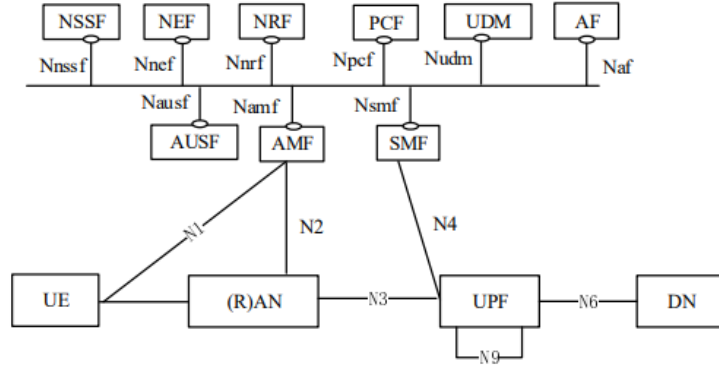 NSSF NEF NRF PCF UDM AF
Nnssf Nnef Nnrf Npcf Nudm Naf
Nausf Namf Nsmf
AUSF AMF SMF
N1 N2 N4
UE (R)AN N3 UPF N6 DN
N9